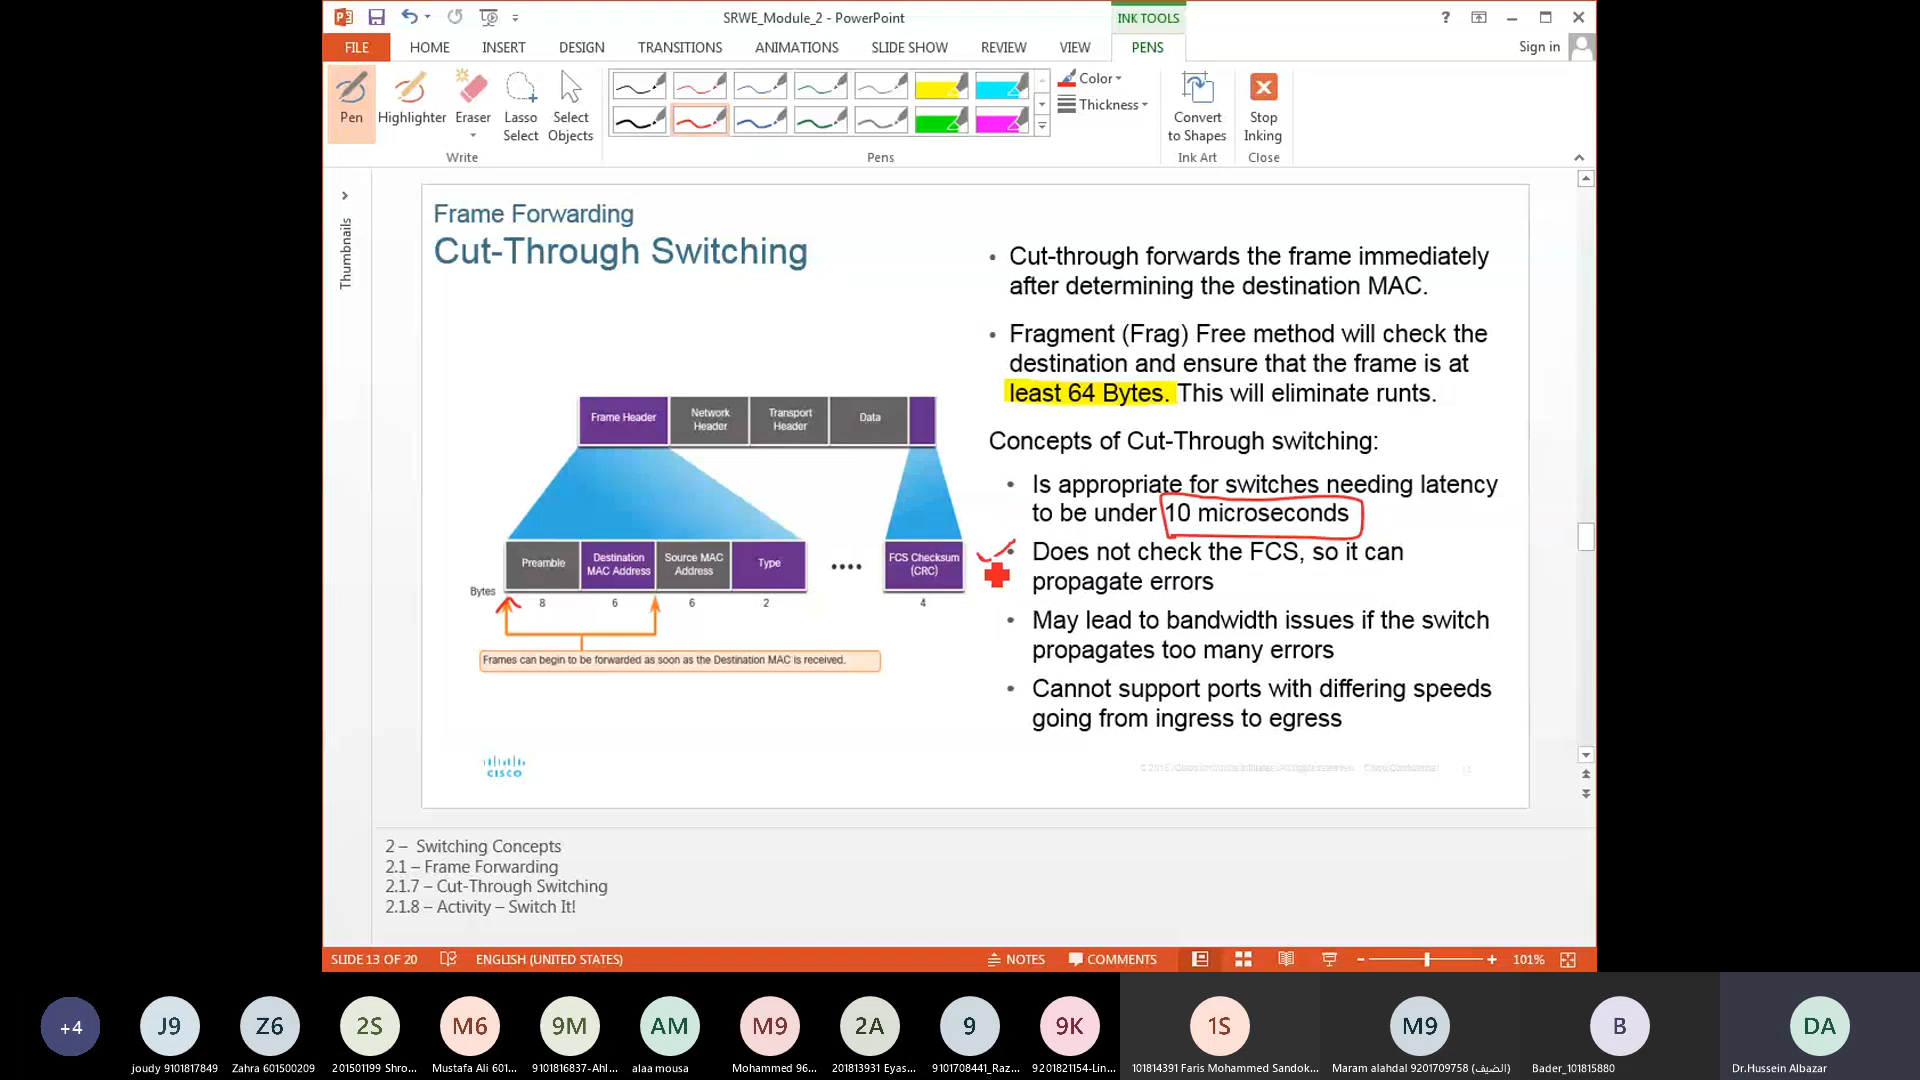 SRWE_Module_2 - PowerPoint
INK TOOLS
?
FILE
HOME
INSERT
DESIGN
TRANSITIONS
ANIMATIONS
SLIDE SHOW
REVIEW
VIEW
PENS
Sign in
Pen
Highlighter
Eraser
Lasso
Select
Select
Objects
Write
Pens
Color
Thickness
Convert
to Shapes
Ink Art
Stop
Inking
Close
Thumbnails
Frame Forwarding
Cut-Through Switching
• Cut-through forwards the frame immediately
after determining the destination MAC.
• Fragment (Frag) Free method will check the
destination and ensure that the frame is at
least 64 Bytes. This will eliminate runts.
Concepts of Cut-Through switching:
• Is appropriate for switches needing latency
to be under 10 microseconds
• Does not check the FCS, so it can
propagate errors
• May lead to bandwidth issues if the switch
propagates too many errors
• Cannot support ports with differing speeds
going from ingress to egress
Frame Header
Network
Header
Transport
Header
Data
Preamble
Destination
MAC Address
Source MAC
Address
Type
FCS Checksum
(CRC)
Bytes
8
6
6
2
4
Frames can begin to be forwarded as soon as the Destination MAC is received.
CISCO
2 – Switching Concepts
2.1 – Frame Forwarding
2.1.7 – Cut-Through Switching
2.1.8 – Activity – Switch It!
SLIDE 13 OF 20
ENGLISH (UNITED STATES)
NOTES
COMMENTS
101%
+4
J9
Z6
2S
M6
9M
AM
M9
2A
9
9K
1S
M9
B
DA
joudy 9101817849
Zahra 601500209
201501199 Shro...
Mustafa Ali 601...
9101816837-Ahl...
alaa mousa
Mohammed 96...
201813931 Eyas...
9101708441_Raz...
9201821154-Lin...
101814391 Faris Mohammed Sandok...
Maram alahdal 9201709758 (الضيف)
Bader_101815880
Dr.Hussein Albazar